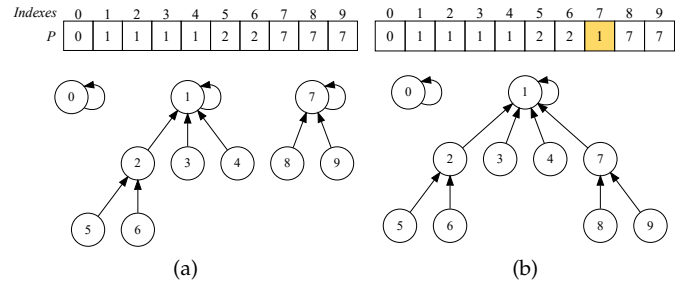 Indexes 0 1 2 3 4 5 6 7 8 9
P 0 1 1 1 1 2 2 7 7 7
0 1 7
2 3 4 8 9
5 6
(a)
0 1 2 3 4 5 6 7 8 9
0 1 1 1 1 2 2 1 7 7
0 1
2 3 4 7
5 6 8 9
(b)